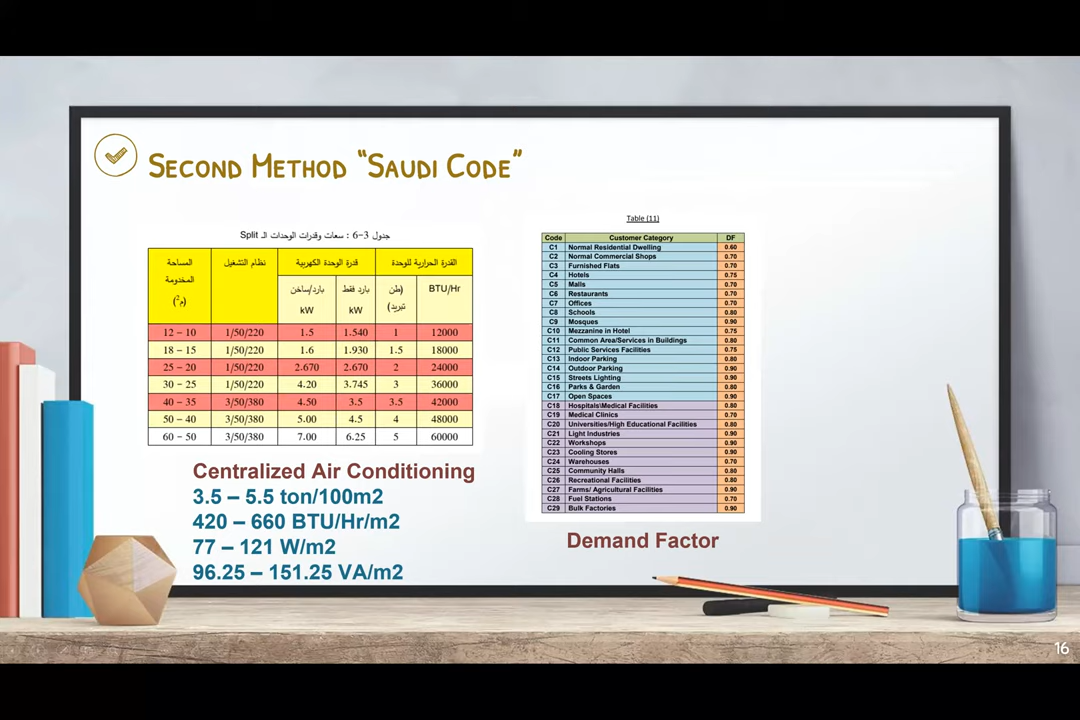 SECOND METHOD "SAUDI CODE"
جدول 3-6 : سعات وقدرات الوحدات الـ Split
المساحة المخدومة (م2) نظام التشغيل قدرة الوحدة الكهربية القدرة الحرارية للوحدة
بارد/ساخن kW بارد فقط kW (طن تبريد) BTU/Hr
12 – 10 1/50/220 1.5 1.540 1 12000
18 – 15 1/50/220 1.6 1.930 1.5 18000
25 – 20 1/50/220 2.670 2.670 2 24000
30 – 25 1/50/220 4.20 3.745 3 36000
40 – 35 3/50/380 4.50 3.5 3.5 42000
50 – 40 3/50/380 5.00 4.5 4 48000
60 – 50 3/50/380 7.00 6.25 5 60000
Centralized Air Conditioning
3.5 – 5.5 ton/100m2
420 – 660 BTU/Hr/m2
77 – 121 W/m2
96.25 – 151.25 VA/m2
Table (11)
Code Customer Category DF
C1 Normal Residential Dwelling 0.60
C2 Normal Commercial Shops 0.70
C3 Furnished Flats 0.70
C4 Hotels 0.75
C5 Malls 0.70
C6 Restaurants 0.70
C7 Offices 0.70
C8 Schools 0.80
C9 Mosques 0.90
C10 Mezzanine in Hotel 0.75
C11 Common Area/Services in Buildings 0.80
C12 Public Services Facilities 0.75
C13 Indoor Parking 0.80
C14 Outdoor Parking 0.90
C15 Streets Lighting 0.90
C16 Parks & Garden 0.80
C17 Open Spaces 0.90
C18 Hospitals\Medical Facilities 0.80
C19 Medical Clinics 0.70
C20 Universities/High Educational Facilities 0.80
C21 Light Industries 0.90
C22 Workshops 0.90
C23 Cooling Stores 0.90
C24 Warehouses 0.70
C25 Community Halls 0.80
C26 Recreational Facilities 0.80
C27 Farms/ Agricultural Facilities 0.90
C28 Fuel Stations 0.70
C29 Bulk Factories 0.90
Demand Factor
16